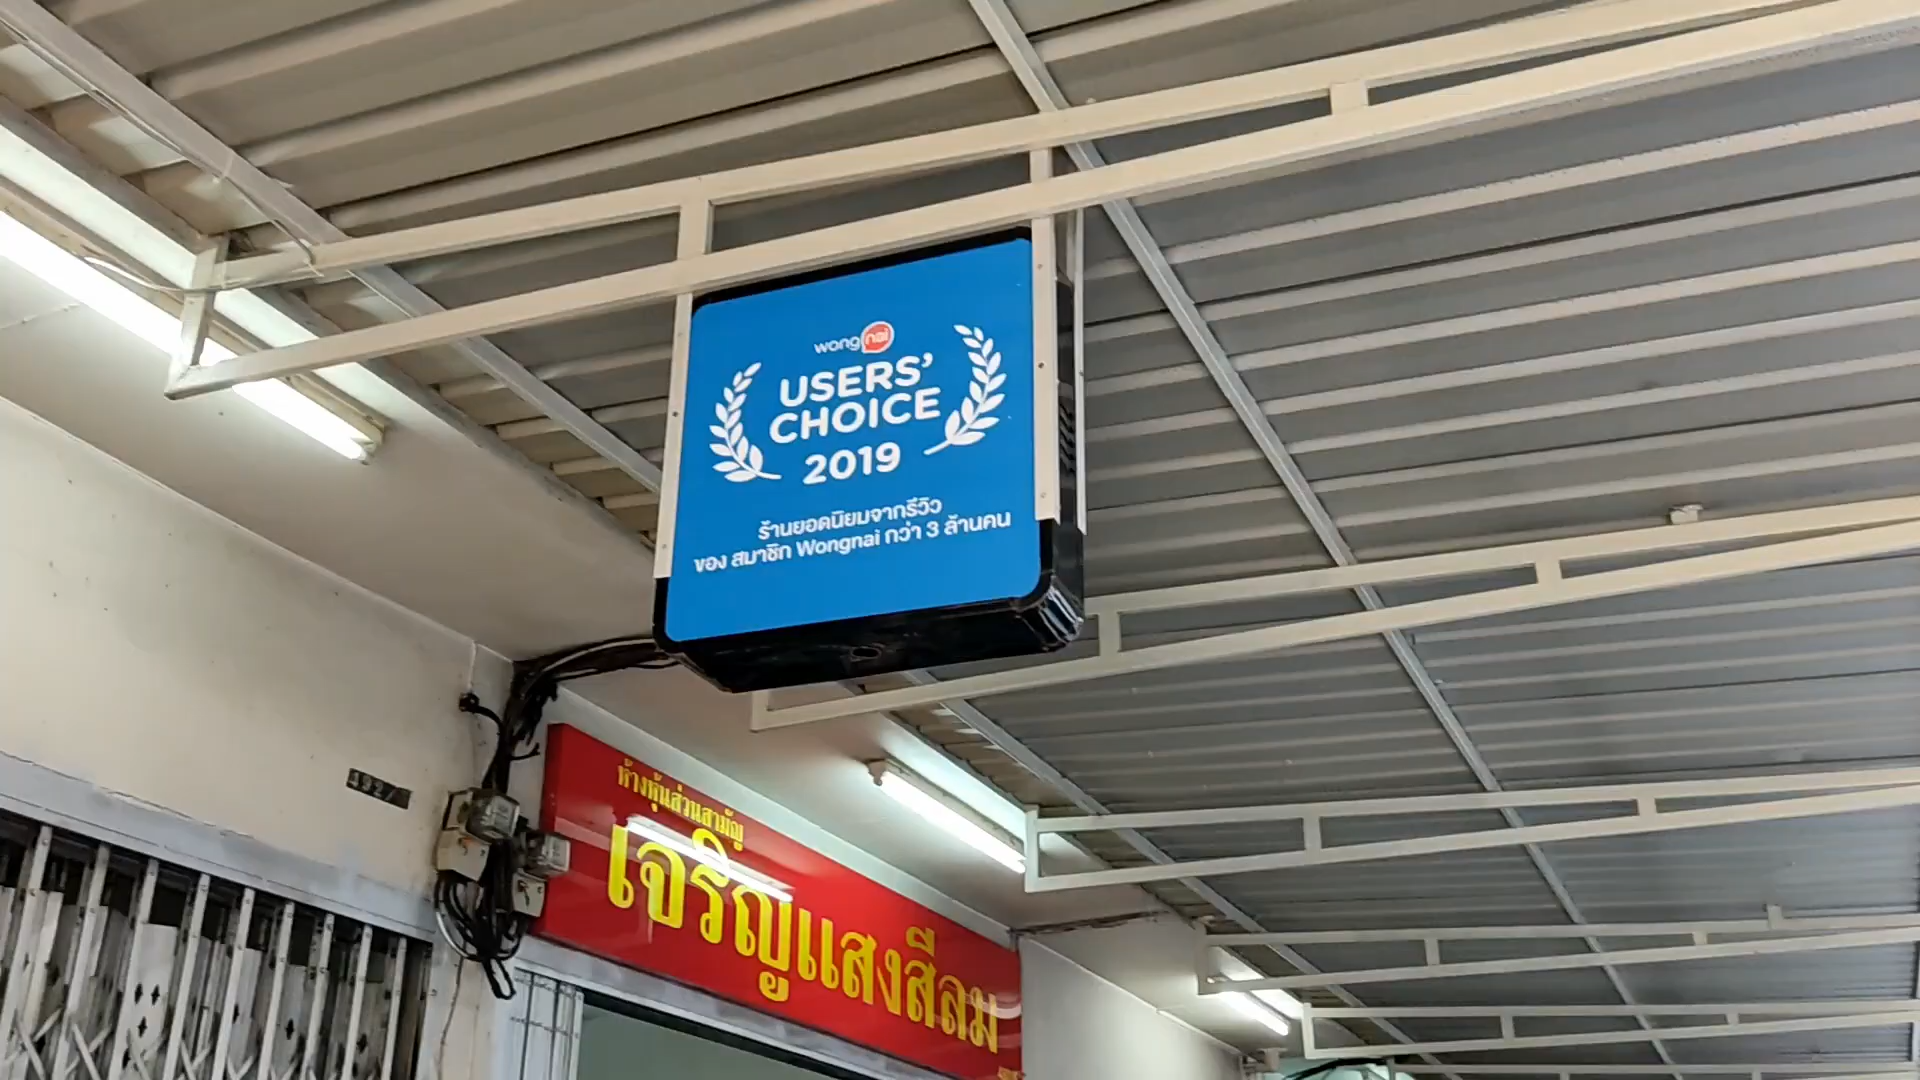 wongnai
USERS'
CHOICE
2019
ร้านยอดนิยมจากรีวิว
ของ สมาชิก Wongnai กว่า 3 ล้านคน
ห้างหุ้นส่วนสามัญ
เจริญแสงสีลม